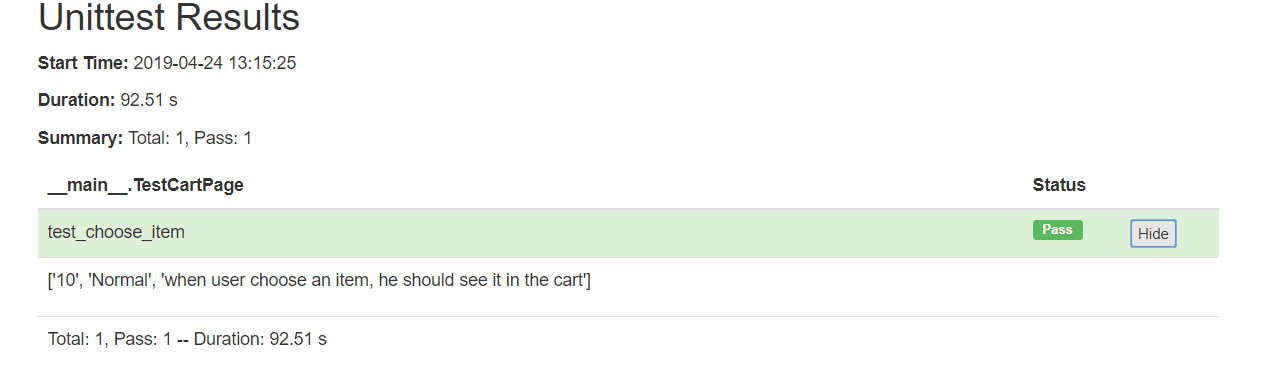 Unittest Results
Start Time: 2019-04-24 13:15:25
Duration: 92.51 s
Summary: Total: 1, Pass: 1
__main__.TestCartPage Status
test_choose_item Pass Hide
['10', 'Normal', 'when user choose an item, he should see it in the cart']
Total: 1, Pass: 1 -- Duration: 92.51 s